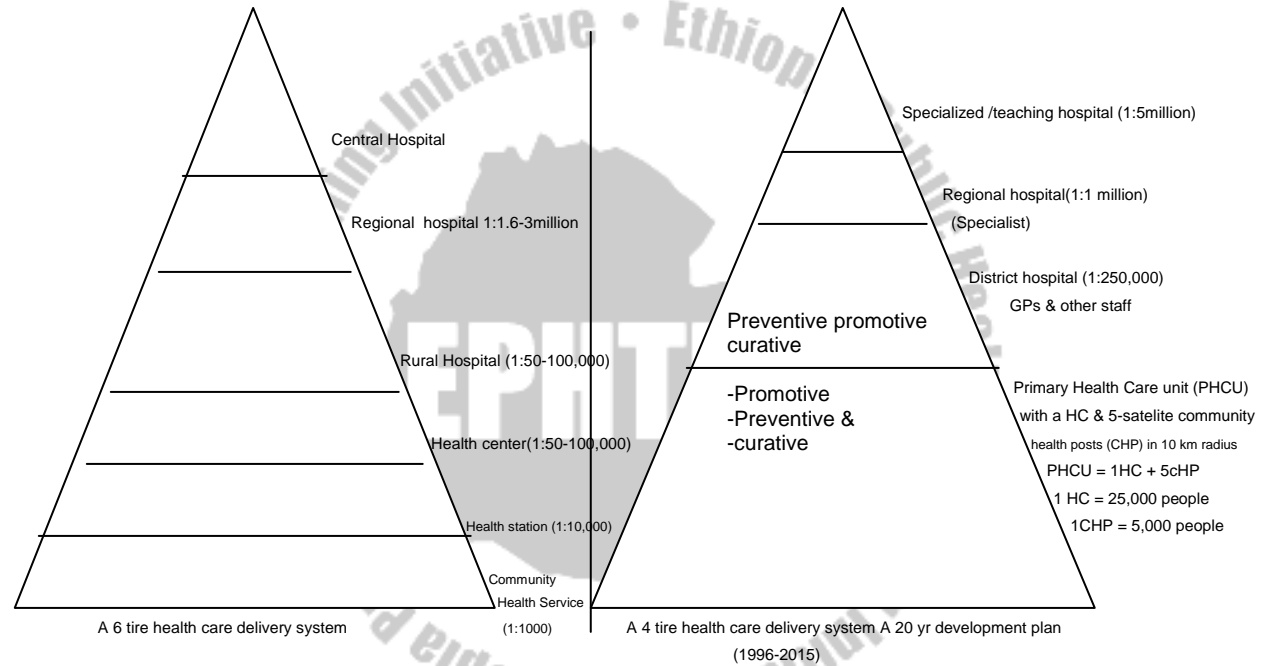 Central Hospital
Regional hospital 1:1.6-3million
Rural Hospital (1:50-100,000)
Health center(1:50-100,000)
Health station (1:10,000)
Community
Health Service
(1:1000)
A 6 tire health care delivery system
Specialized /teaching hospital (1:5million)
Regional hospital(1:1 million)
(Specialist)
District hospital (1:250,000)
GPs & other staff
Preventive promotive
curative
-Promotive
-Preventive &
-curative
Primary Health Care unit (PHCU)
with a HC & 5-satelite community
health posts (CHP) in 10 km radius
PHCU = 1HC + 5cHP
1 HC = 25,000 people
1CHP = 5,000 people
A 4 tire health care delivery system A 20 yr development plan
(1996-2015)
Initiative • Ethiop
EPHT